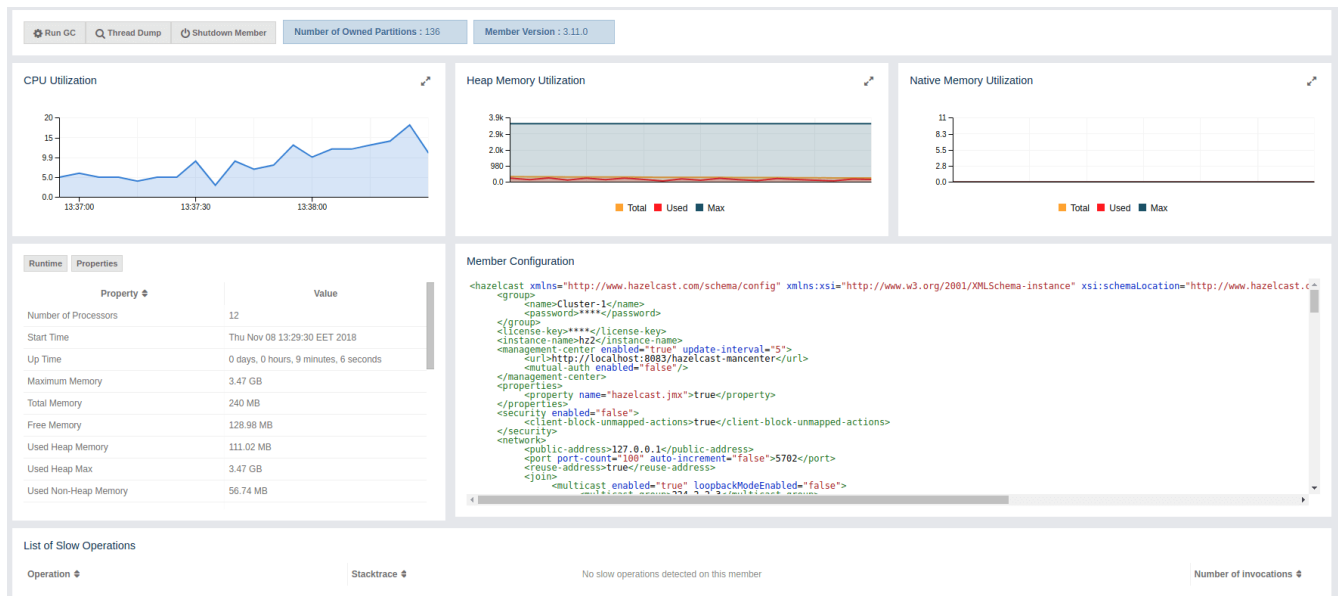 Run GC Thread Dump Shutdown Member Number of Owned Partitions : 136 Member Version : 3.11.0
CPU Utilization
20
15
9.9
5.0
0.0
13:37:00 13:37:30 13:38:00
Heap Memory Utilization
3.9k
2.9k
2.0k
980
0.0
Total Used Max
Native Memory Utilization
11
8.3
5.5
2.8
0.0
Total Used Max
Runtime Properties
Property Value
Number of Processors 12
Start Time Thu Nov 08 13:29:30 EET 2018
Up Time 0 days, 0 hours, 9 minutes, 6 seconds
Maximum Memory 3.47 GB
Total Memory 240 MB
Free Memory 128.98 MB
Used Heap Memory 111.02 MB
Used Heap Max 3.47 GB
Used Non-Heap Memory 56.74 MB
Member Configuration
<hazelcast xmlns="http://www.hazelcast.com/schema/config" xmlns:xsi="http://www.w3.org/2001/XMLSchema-instance" xsi:schemaLocation="http://www.hazelcast.c
<group>
<name>Cluster-1</name>
<password>****</password>
</group>
<license-key>****</license-key>
<instance-name>hz2</instance-name>
<management-center enabled="true" update-interval="5">
<url>http://localhost:8083/hazelcast-mancenter</url>
<mutual-auth enabled="false"/>
</management-center>
<properties>
<property name="hazelcast.jmx">true</property>
</properties>
<security enabled="false">
<client-block-unmapped-actions>true</client-block-unmapped-actions>
</security>
<network>
<public-address>127.0.0.1</public-address>
<port port-count="100" auto-increment="false">5702</port>
<reuse-address>true</reuse-address>
<join>
<multicast enabled="true" loopbackModeEnabled="false">
<multicast-group>224.2.2.3</multicast-group>
List of Slow Operations
Operation Stacktrace No slow operations detected on this member Number of invocations